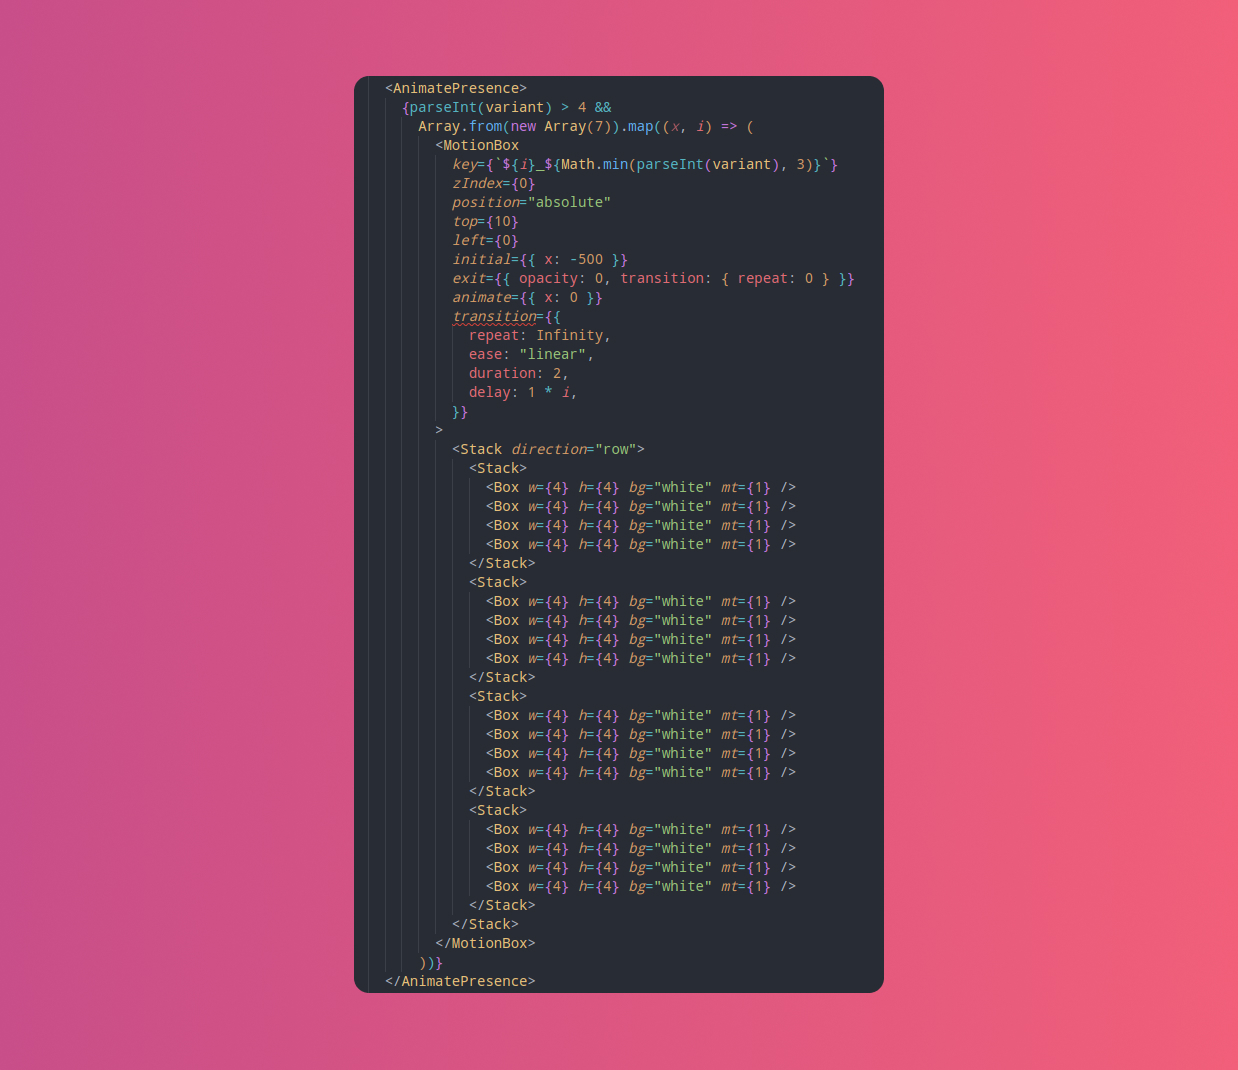 <AnimatePresence>
{parseInt(variant) > 4 &&
Array.from(new Array(7)).map((x, i) => (
<MotionBox
key={`${i}_${Math.min(parseInt(variant), 3)}`}
zIndex={0}
position="absolute"
top={10}
left={0}
initial={{ x: -500 }}
exit={{ opacity: 0, transition: { repeat: 0 } }}
animate={{ x: 0 }}
transition={{
repeat: Infinity,
ease: "linear",
duration: 2,
delay: 1 * i,
}}
>
<Stack direction="row">
<Stack>
<Box w={4} h={4} bg="white" mt={1} />
<Box w={4} h={4} bg="white" mt={1} />
<Box w={4} h={4} bg="white" mt={1} />
<Box w={4} h={4} bg="white" mt={1} />
</Stack>
<Stack>
<Box w={4} h={4} bg="white" mt={1} />
<Box w={4} h={4} bg="white" mt={1} />
<Box w={4} h={4} bg="white" mt={1} />
<Box w={4} h={4} bg="white" mt={1} />
</Stack>
<Stack>
<Box w={4} h={4} bg="white" mt={1} />
<Box w={4} h={4} bg="white" mt={1} />
<Box w={4} h={4} bg="white" mt={1} />
<Box w={4} h={4} bg="white" mt={1} />
</Stack>
<Stack>
<Box w={4} h={4} bg="white" mt={1} />
<Box w={4} h={4} bg="white" mt={1} />
<Box w={4} h={4} bg="white" mt={1} />
<Box w={4} h={4} bg="white" mt={1} />
</Stack>
</Stack>
</MotionBox>
))}
</AnimatePresence>